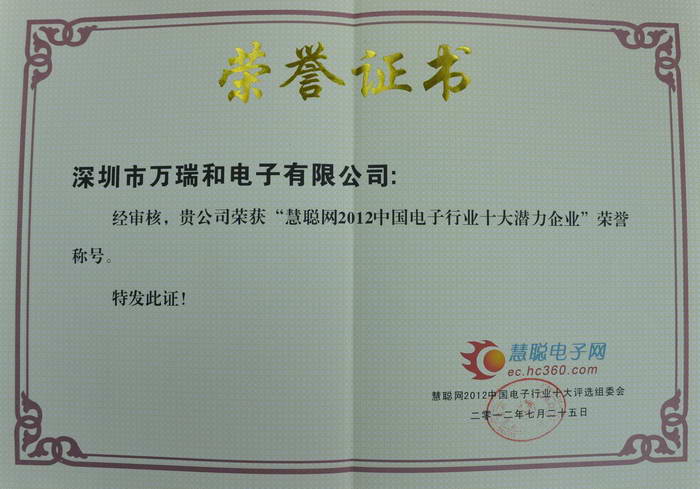 荣誉证书
深圳市万瑞和电子有限公司:
经审核，贵公司荣获“慧聪网2012中国电子行业十大潜力企业”荣誉
称号。
特发此证!
慧聪电子网
ec.hc360.com
慧聪网2012中国电子行业十大评选组委会
二零一二年七月二十五日